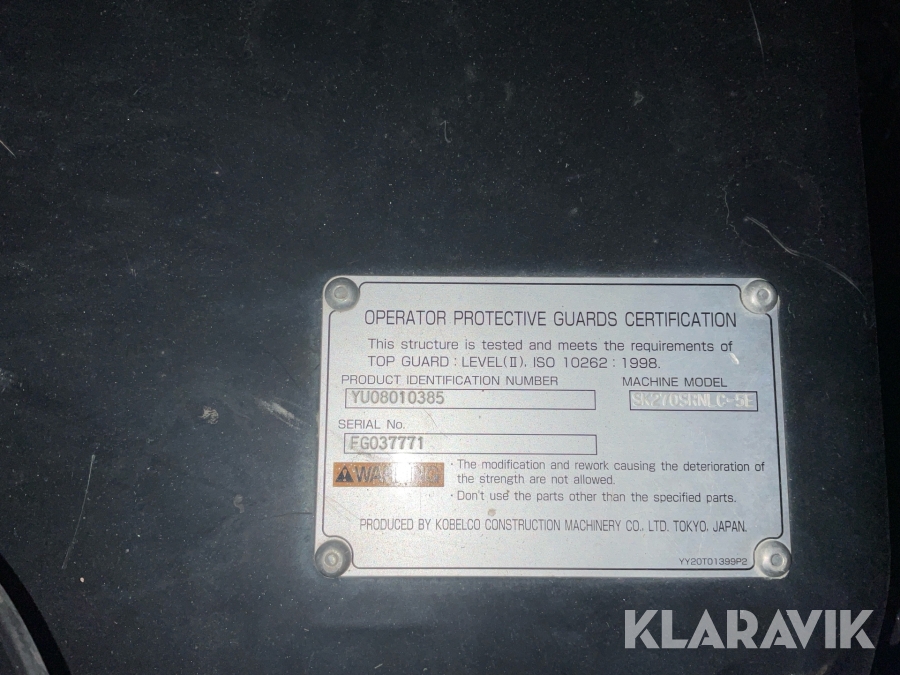 OPERATOR PROTECTIVE GUARDS CERTIFICATION
This structure is tested and meets the requirements of
TOP GUARD : LEVEL(II), ISO 10262 : 1998.
PRODUCT IDENTIFICATION NUMBER MACHINE MODEL
YU08010385 SK270SRNLC-5E
SERIAL No.
FG037771
WARNING
· The modification and rework causing the deterioration of
the strength are not allowed.
· Don't use the parts other than the specified parts.
PRODUCED BY KOBELCO CONSTRUCTION MACHINERY CO., LTD. TOKYO, JAPAN.
YY20T01399P2
KLARAVIK